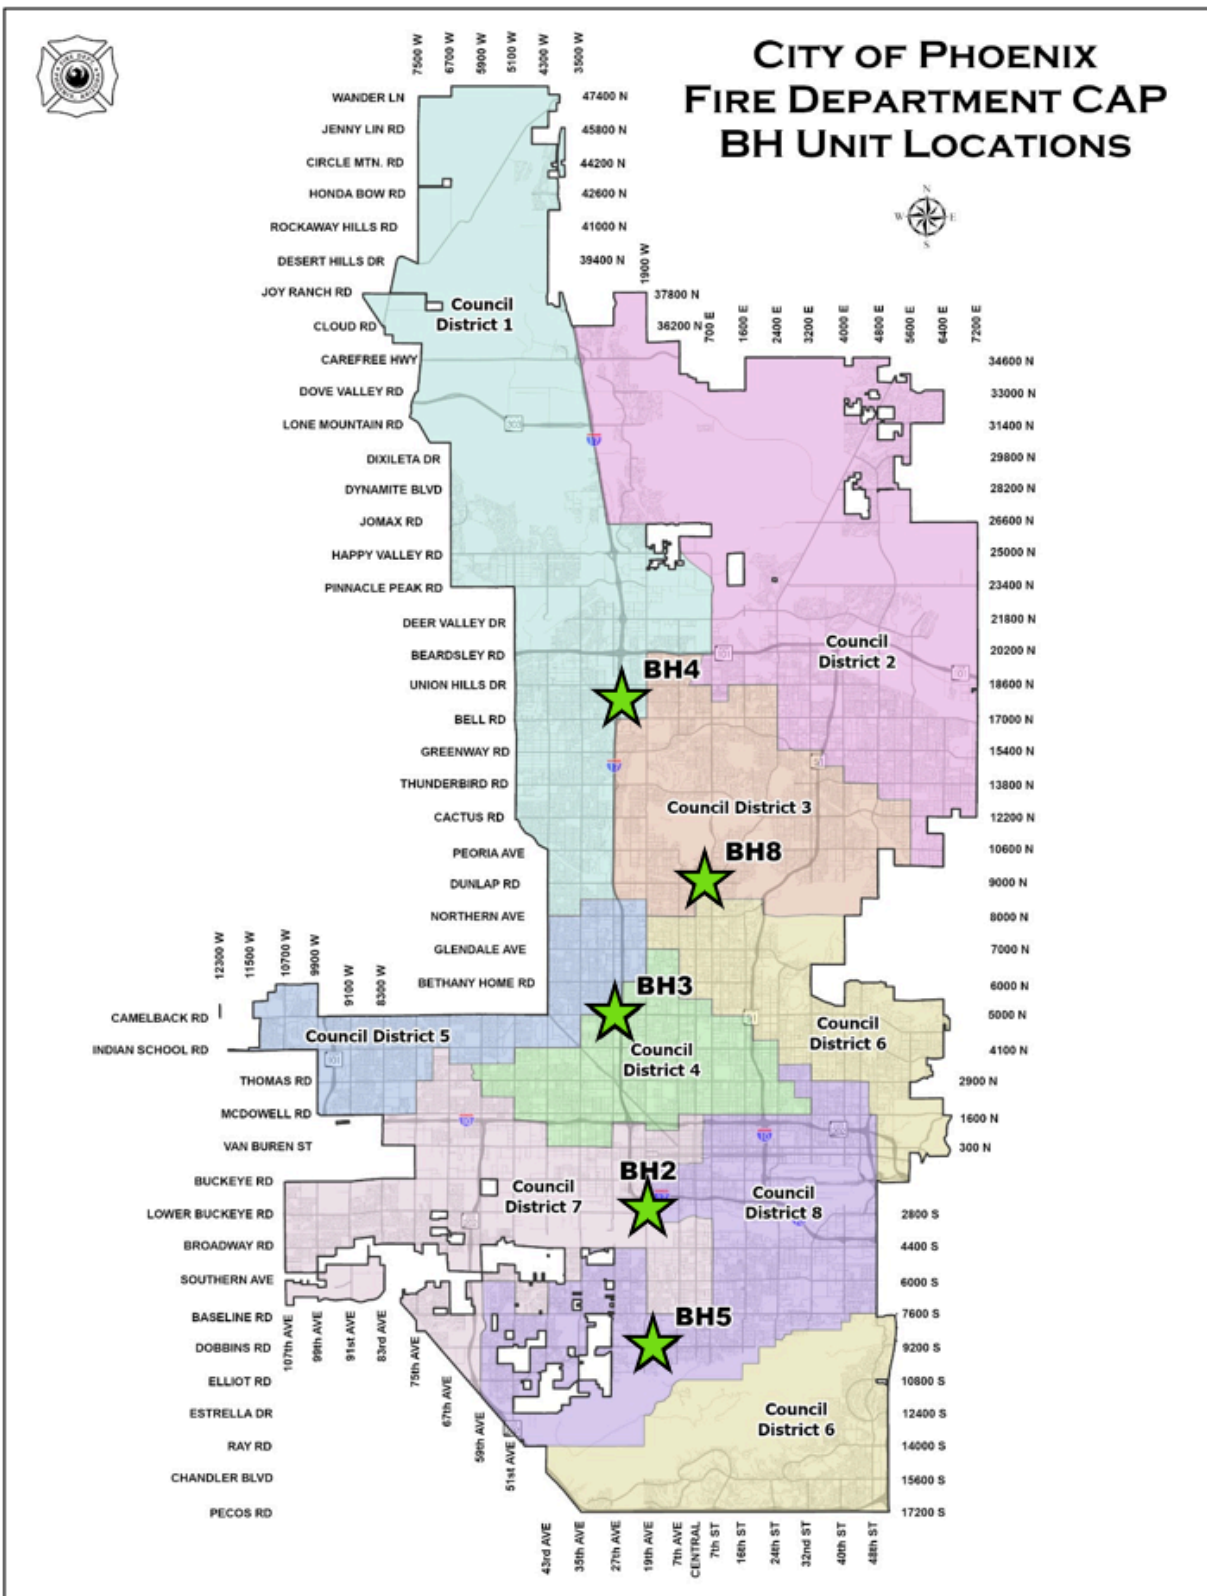 CITY OF PHOENIX
FIRE DEPARTMENT CAP
BH UNIT LOCATIONS
N
W E
S
7500 W
6700 W
5900 W
5100 W
4300 W
3500 W
WANDER LN 47400 N
JENNY LIN RD 45800 N
CIRCLE MTN. RD 44200 N
HONDA BOW RD 42600 N
ROCKAWAY HILLS RD 41000 N
DESERT HILLS DR 39400 N
1900 W
JOY RANCH RD 37800 N
CLOUD RD 36200 N
700 E
1600 E
2400 E
3200 E
4000 E
4800 E
5600 E
6400 E
7200 E
Council
District 1
CAREFREE HWY 34600 N
DOVE VALLEY RD 33000 N
LONE MOUNTAIN RD 303 31400 N
17
DIXILETA DR 29800 N
DYNAMITE BLVD 28200 N
JOMAX RD 26600 N
HAPPY VALLEY RD 25000 N
PINNACLE PEAK RD 23400 N
DEER VALLEY DR 21800 N
Council
District 2
BEARDSLEY RD 101 20200 N
BH4
UNION HILLS DR 18600 N
BELL RD 17000 N
GREENWAY RD 15400 N
17 51
THUNDERBIRD RD 13800 N
Council District 3
CACTUS RD 12200 N
PEORIA AVE BH8 10600 N
DUNLAP RD 9000 N
NORTHERN AVE 8000 N
GLENDALE AVE 7000 N
12300 W
11500 W
10700 W
9900 W
9100 W
8300 W
BETHANY HOME RD BH3 6000 N
CAMELBACK RD 5000 N
Council District 5
51
Council
District 6
INDIAN SCHOOL RD 4100 N
101
Council
District 4
THOMAS RD 2900 N
MCDOWELL RD 1600 N
10 10 202
VAN BUREN ST 300 N
BUCKEYE RD BH2
Council
District 7
Council
District 8
LOWER BUCKEYE RD 2800 S
BROADWAY RD 4400 S
SOUTHERN AVE 6000 S
BASELINE RD BH5 7600 S
DOBBINS RD 9200 S
107th AVE
99th AVE
91st AVE
83rd AVE
75th AVE
67th AVE
59th AVE
51st AVE
ELLIOT RD 10800 S
ESTRELLA DR 12400 S
Council
District 6
RAY RD 14000 S
CHANDLER BLVD 15600 S
PECOS RD 17200 S
43rd AVE
35th AVE
27th AVE
19th AVE
7th AVE
CENTRAL
7th ST
16th ST
24th ST
32nd ST
40th ST
48th ST